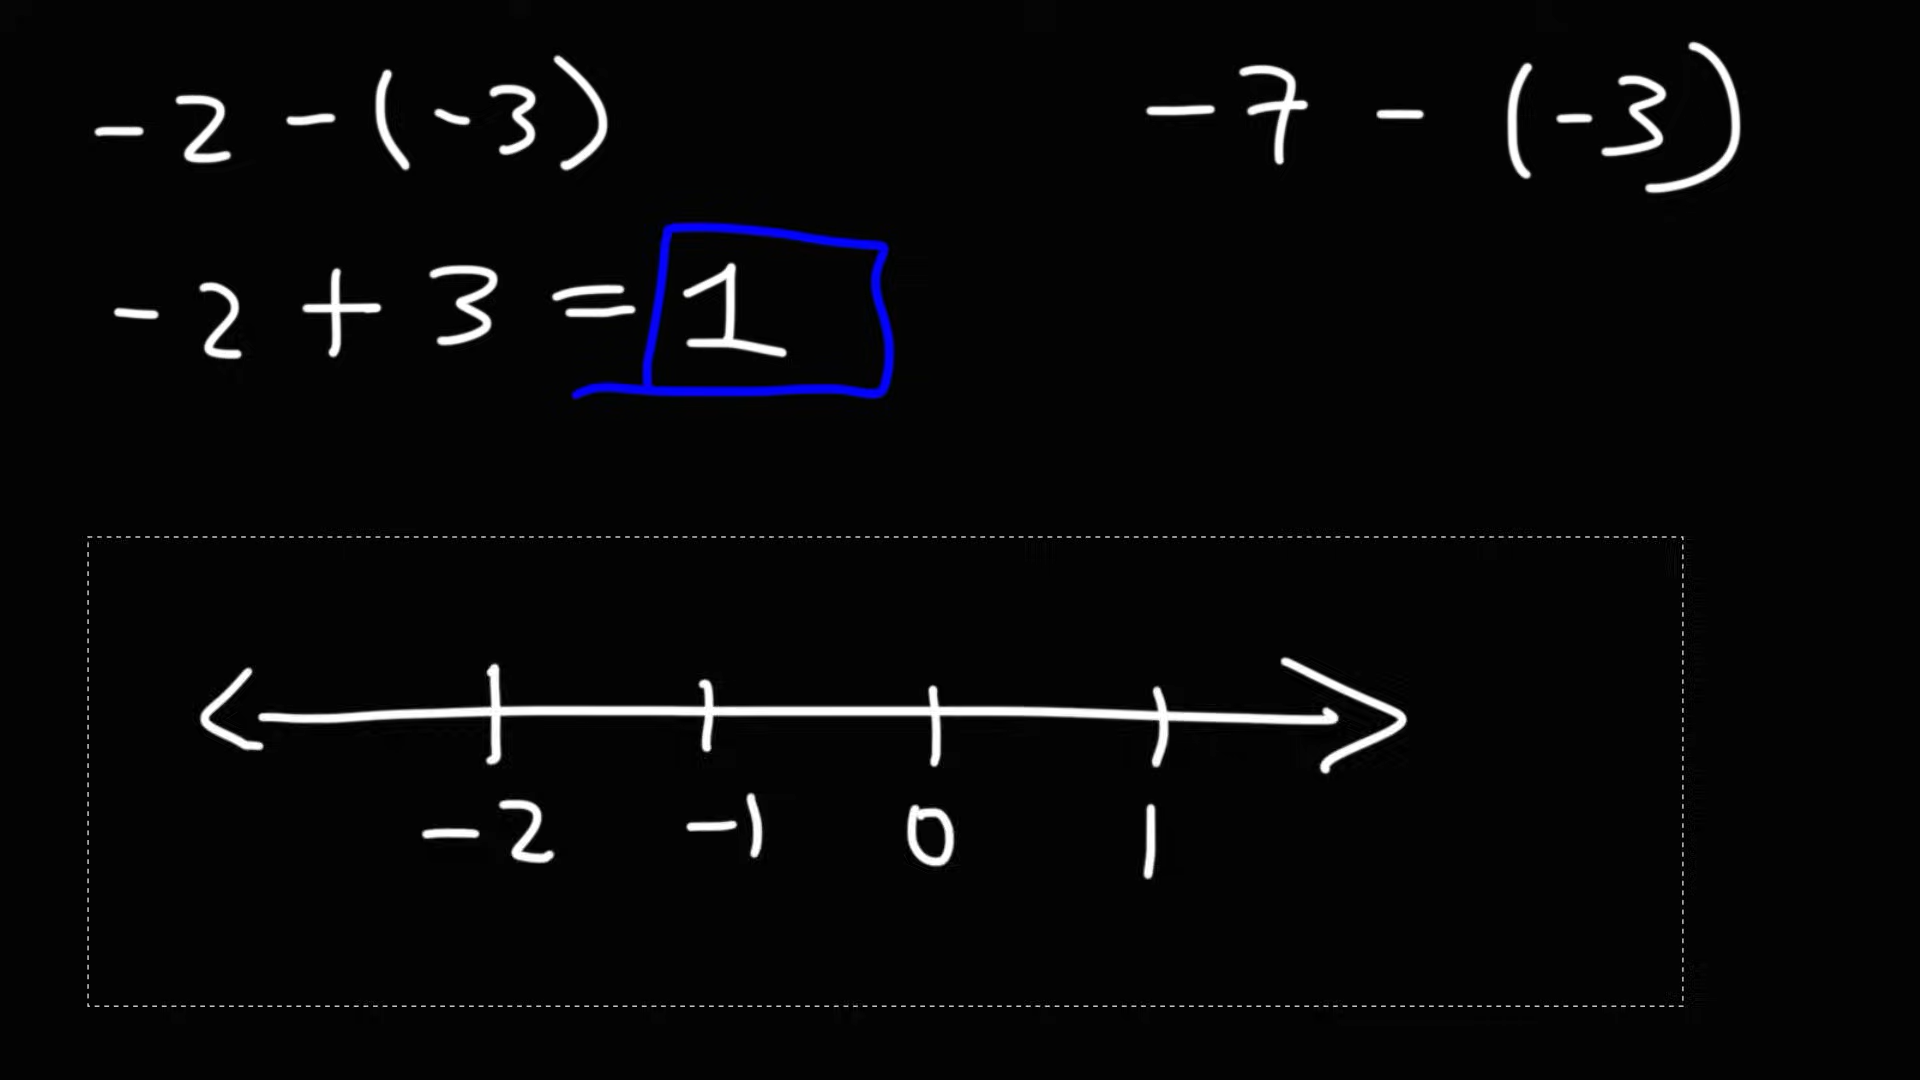 -2 - (-3)
-7 - (-3)
-2 + 3 = 1
-2 -1 0 1